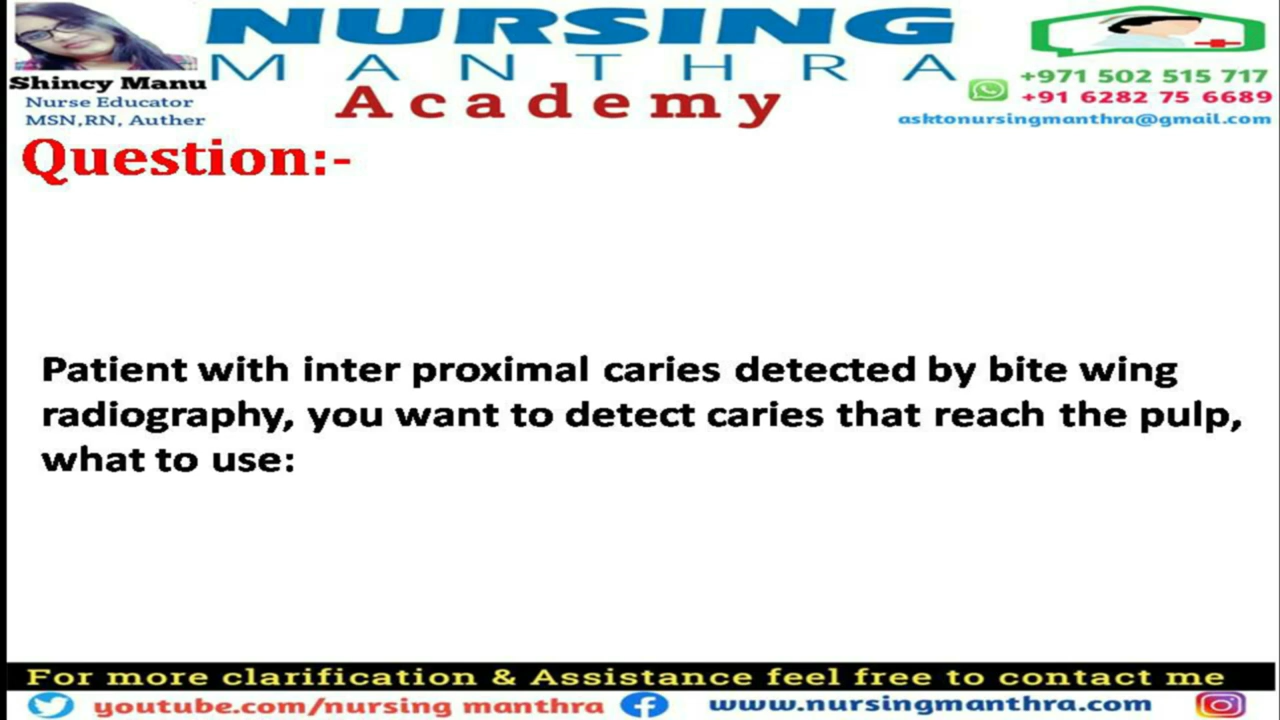 NURSING
MANTHRA
Academy
Shincy Manu
Nurse Educator
MSN,RN, Auther
+971 502 515 717
+91 6282 75 6689
asktonursingmanthra@gmail.com
Question:-
Patient with inter proximal caries detected by bite wing
radiography, you want to detect caries that reach the pulp,
what to use:
For more clarification & Assistance feel free to contact me
youtube.com/nursing manthra
www.nursingmanthra.com